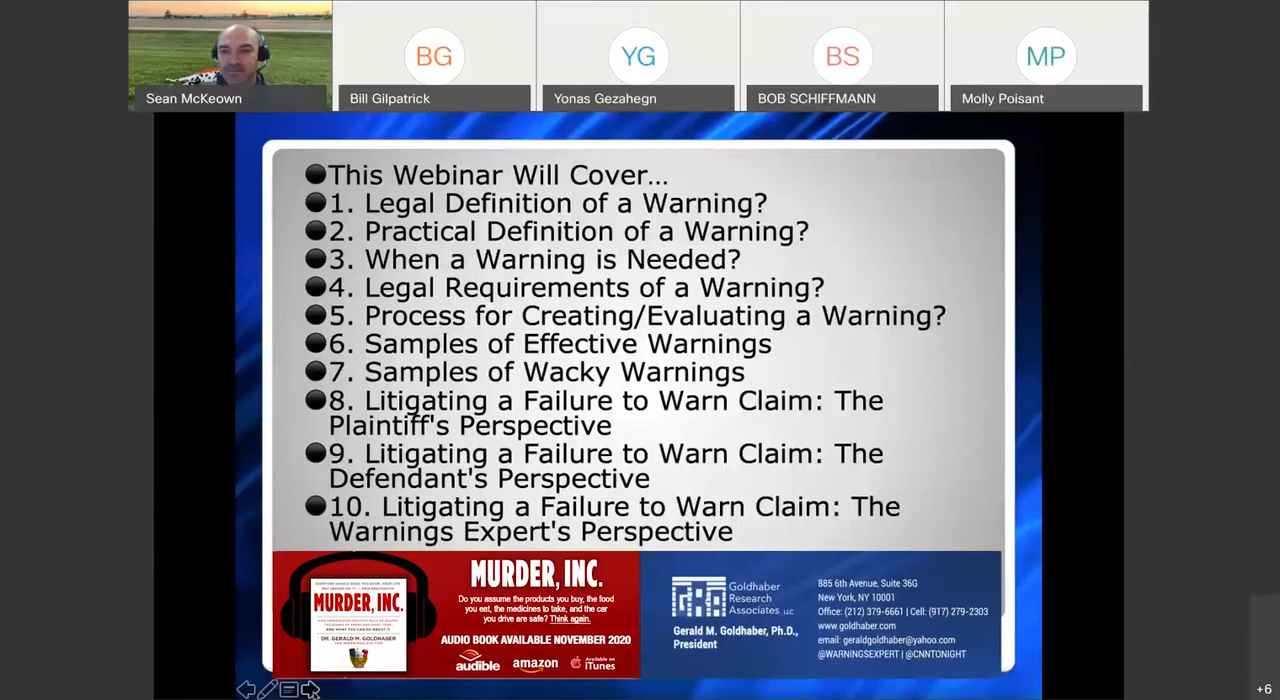 BG
YG
BS
MP
Sean McKeown
Bill Gilpatrick
Yonas Gezahegn
BOB SCHIFFMANN
Molly Poisant
This Webinar Will Cover...
1. Legal Definition of a Warning?
2. Practical Definition of a Warning?
3. When a Warning is Needed?
4. Legal Requirements of a Warning?
5. Process for Creating/Evaluating a Warning?
6. Samples of Effective Warnings
7. Samples of Wacky Warnings
8. Litigating a Failure to Warn Claim: The
Plaintiff's Perspective
9. Litigating a Failure to Warn Claim: The
Defendant's Perspective
10. Litigating a Failure to Warn Claim: The
Warnings Expert's Perspective
MURDER, INC.
DR. GERALD M. GOLDHABER
MURDER, INC.
Do you assume the products you buy, the food
you eat, the medicines to take, and the car
you drive are safe? Think again.
AUDIO BOOK AVAILABLE NOVEMBER 2020
audible
amazon
Available on
iTunes
Goldhaber
Research
Associates LLC
Gerald M. Goldhaber, Ph.D.,
President
885 6th Avenue, Suite 36G
New York, NY 10001
Office: (212) 379-6661 | Cell: (917) 279-2303
www.goldhaber.com
email: geraldgoldhaber@yahoo.com
@WARNINGSEXPERT | @CNNTONIGHT
+6